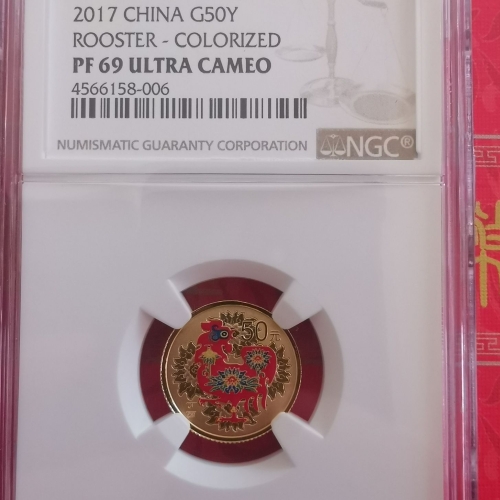 2017 CHINA G50Y
ROOSTER - COLORIZED
PF 69 ULTRA CAMEO
4566158-006
NUMISMATIC GUARANTY CORPORATION
NGC®
50元